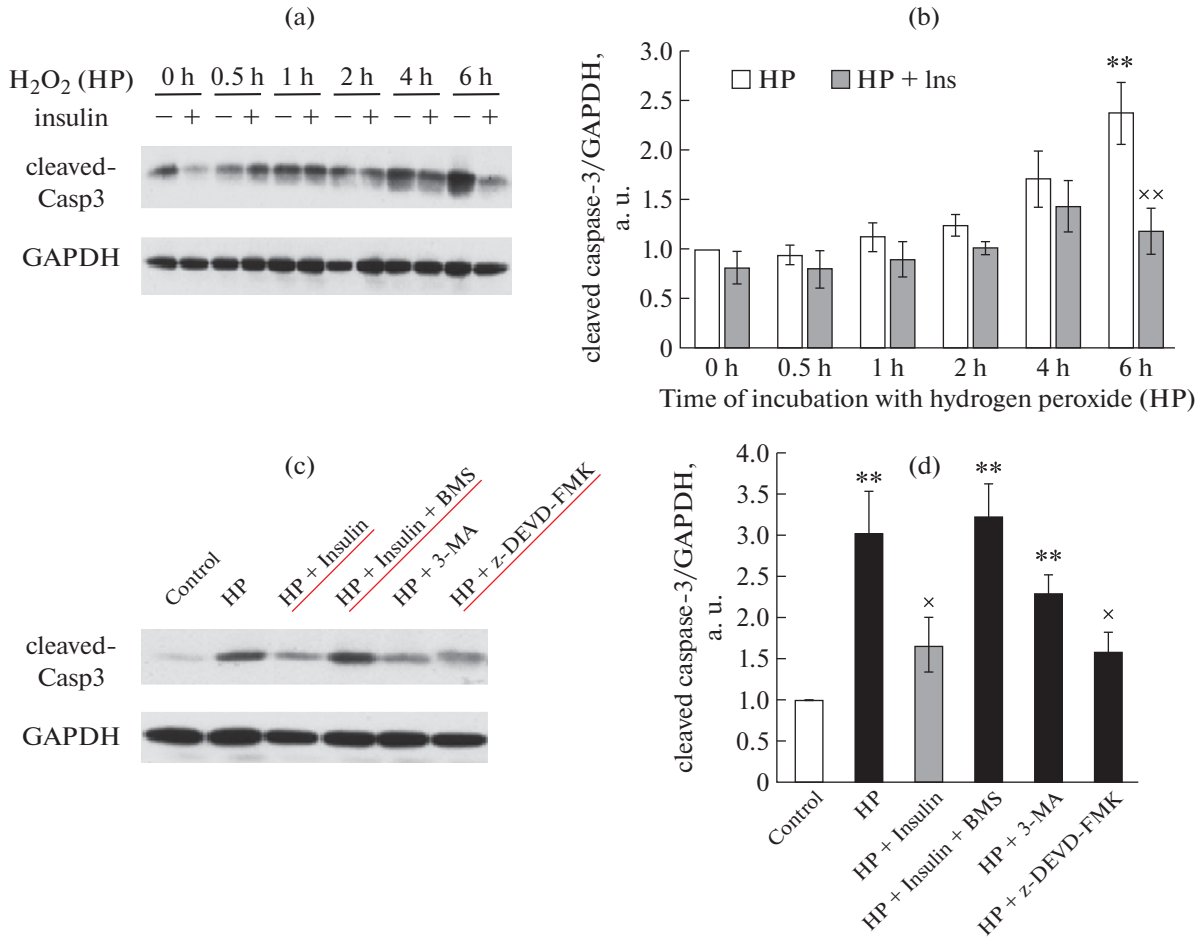 (a)
H₂O₂ (HP) 0 h 0.5 h 1 h 2 h 4 h 6 h
insulin − + − + − + − + − + − +
cleaved-
Casp3
GAPDH
(b)
cleaved caspase-3/GAPDH,
a. u.
3.0
2.5
2.0
1.5
1.0
0.5
0
HP HP + lns
**
××
0 h 0.5 h 1 h 2 h 4 h 6 h
Time of incubation with hydrogen peroxide (HP)
(c)
Control
HP
HP + Insulin
HP + Insulin + BMS
HP + 3-MA
HP + z-DEVD-FMK
cleaved-
Casp3
GAPDH
(d)
cleaved caspase-3/GAPDH,
a. u.
4.0
3.5
3.0
2.5
2.0
1.5
1.0
0.5
0
** × ** ** ×
Control
HP
HP + Insulin
HP + Insulin + BMS
HP + 3-MA
HP + z-DEVD-FMK